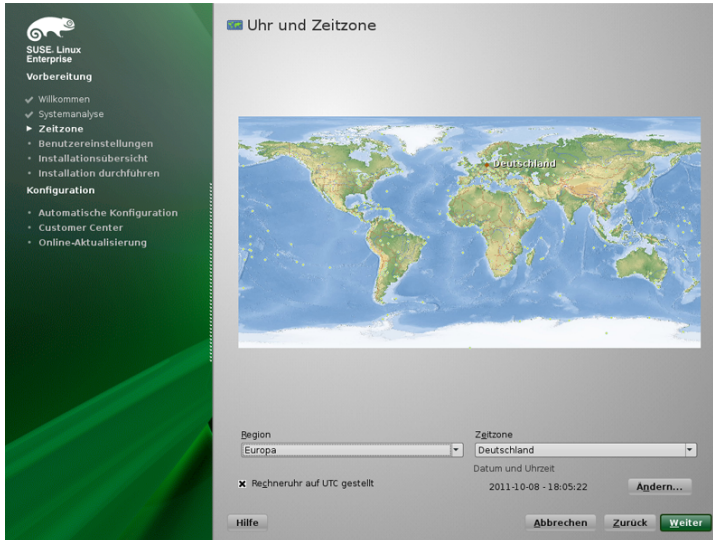 SUSE. Linux
Enterprise
Vorbereitung
Willkommen
Systemanalyse
Zeitzone
Benutzereinstellungen
Installationsübersicht
Installation durchführen
Konfiguration
Automatische Konfiguration
Customer Center
Online-Aktualisierung
Uhr und Zeitzone
Deutschland
Region
Europa
Zeitzone
Deutschland
Rechneruhr auf UTC gestellt
Datum und Uhrzeit
2011-10-08 - 18:05:22
Ändern...
Hilfe
Abbrechen
Zurück
Weiter